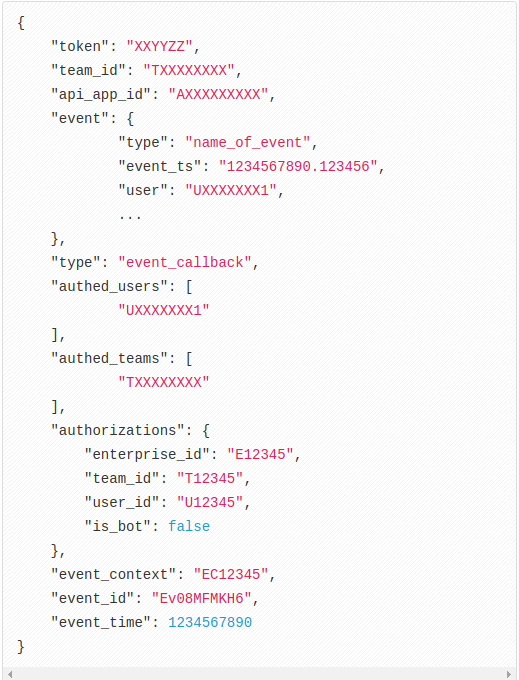 {
    "token": "XXYYZZ",
    "team_id": "TXXXXXXXX",
    "api_app_id": "AXXXXXXXXX",
    "event": {
            "type": "name_of_event",
            "event_ts": "1234567890.123456",
            "user": "UXXXXXXX1",
            ...
    },
    "type": "event_callback",
    "authed_users": [
            "UXXXXXXX1"
    ],
    "authed_teams": [
            "TXXXXXXXX"
    ],
    "authorizations": {
        "enterprise_id": "E12345",
        "team_id": "T12345",
        "user_id": "U12345",
        "is_bot": false
    },
    "event_context": "EC12345",
    "event_id": "Ev08MFMKH6",
    "event_time": 1234567890
}